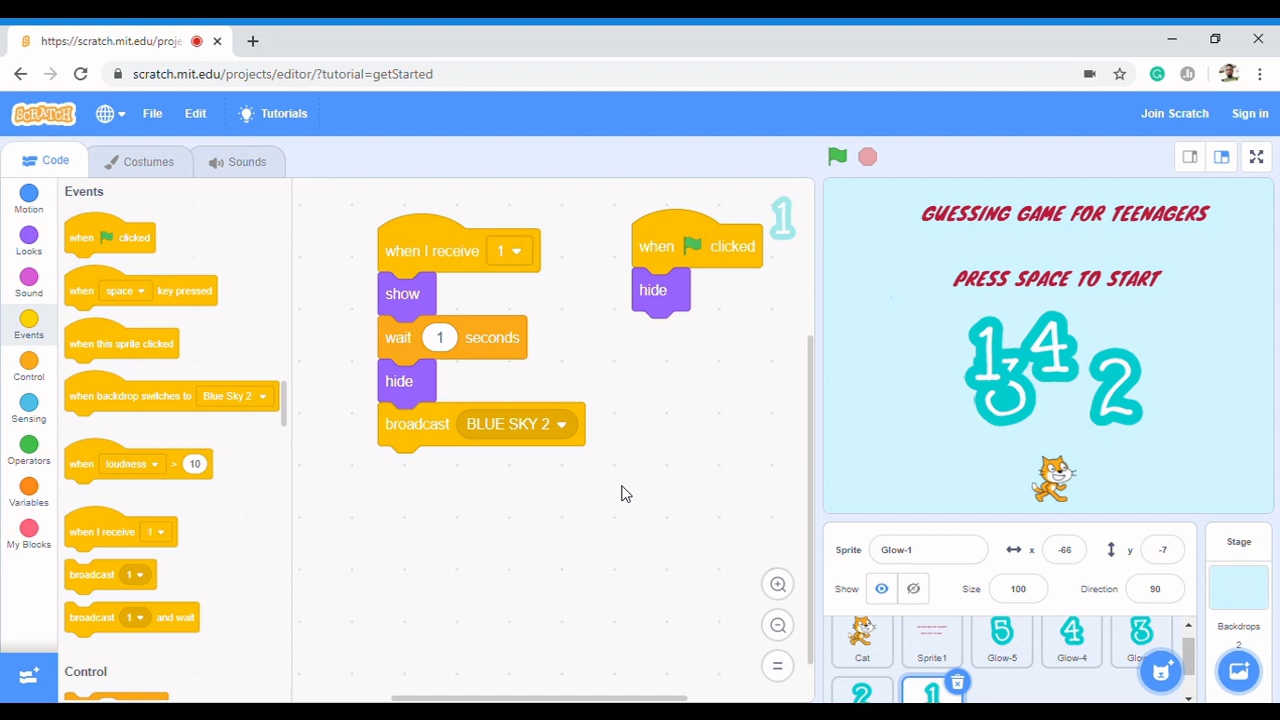 https://scratch.mit.edu/proje
scratch.mit.edu/projects/editor/?tutorial=getStarted
SCRATCH
File
Edit
Tutorials
Join Scratch
Sign in
Code
Costumes
Sounds
Motion
Looks
Sound
Events
Control
Sensing
Operators
Variables
My Blocks
Events
when clicked
when space key pressed
when this sprite clicked
when backdrop switches to Blue Sky 2
when loudness > 10
when I receive 1
broadcast 1
broadcast 1 and wait
Control
when I receive 1
show
wait 1 seconds
hide
broadcast BLUE SKY 2
when clicked
hide
1
GUESSING GAME FOR TEENAGERS
PRESS SPACE TO START
1 3 4 2
Sprite Glow-1
x -66
y -7
Show
Size 100
Direction 90
Stage
Backdrops
2
Cat
Sprite1
5
Glow-5
4
Glow-4
3
Glo
2
1